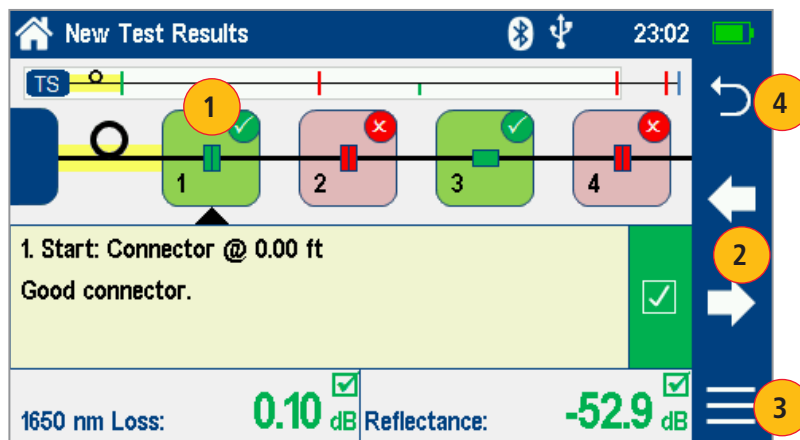 New Test Results 23:02
TS
1 4
1 2 3 4
2
1. Start: Connector @ 0.00 ft
Good connector.
1650 nm Loss: 0.10 dB Reflectance: -52.9 dB
3